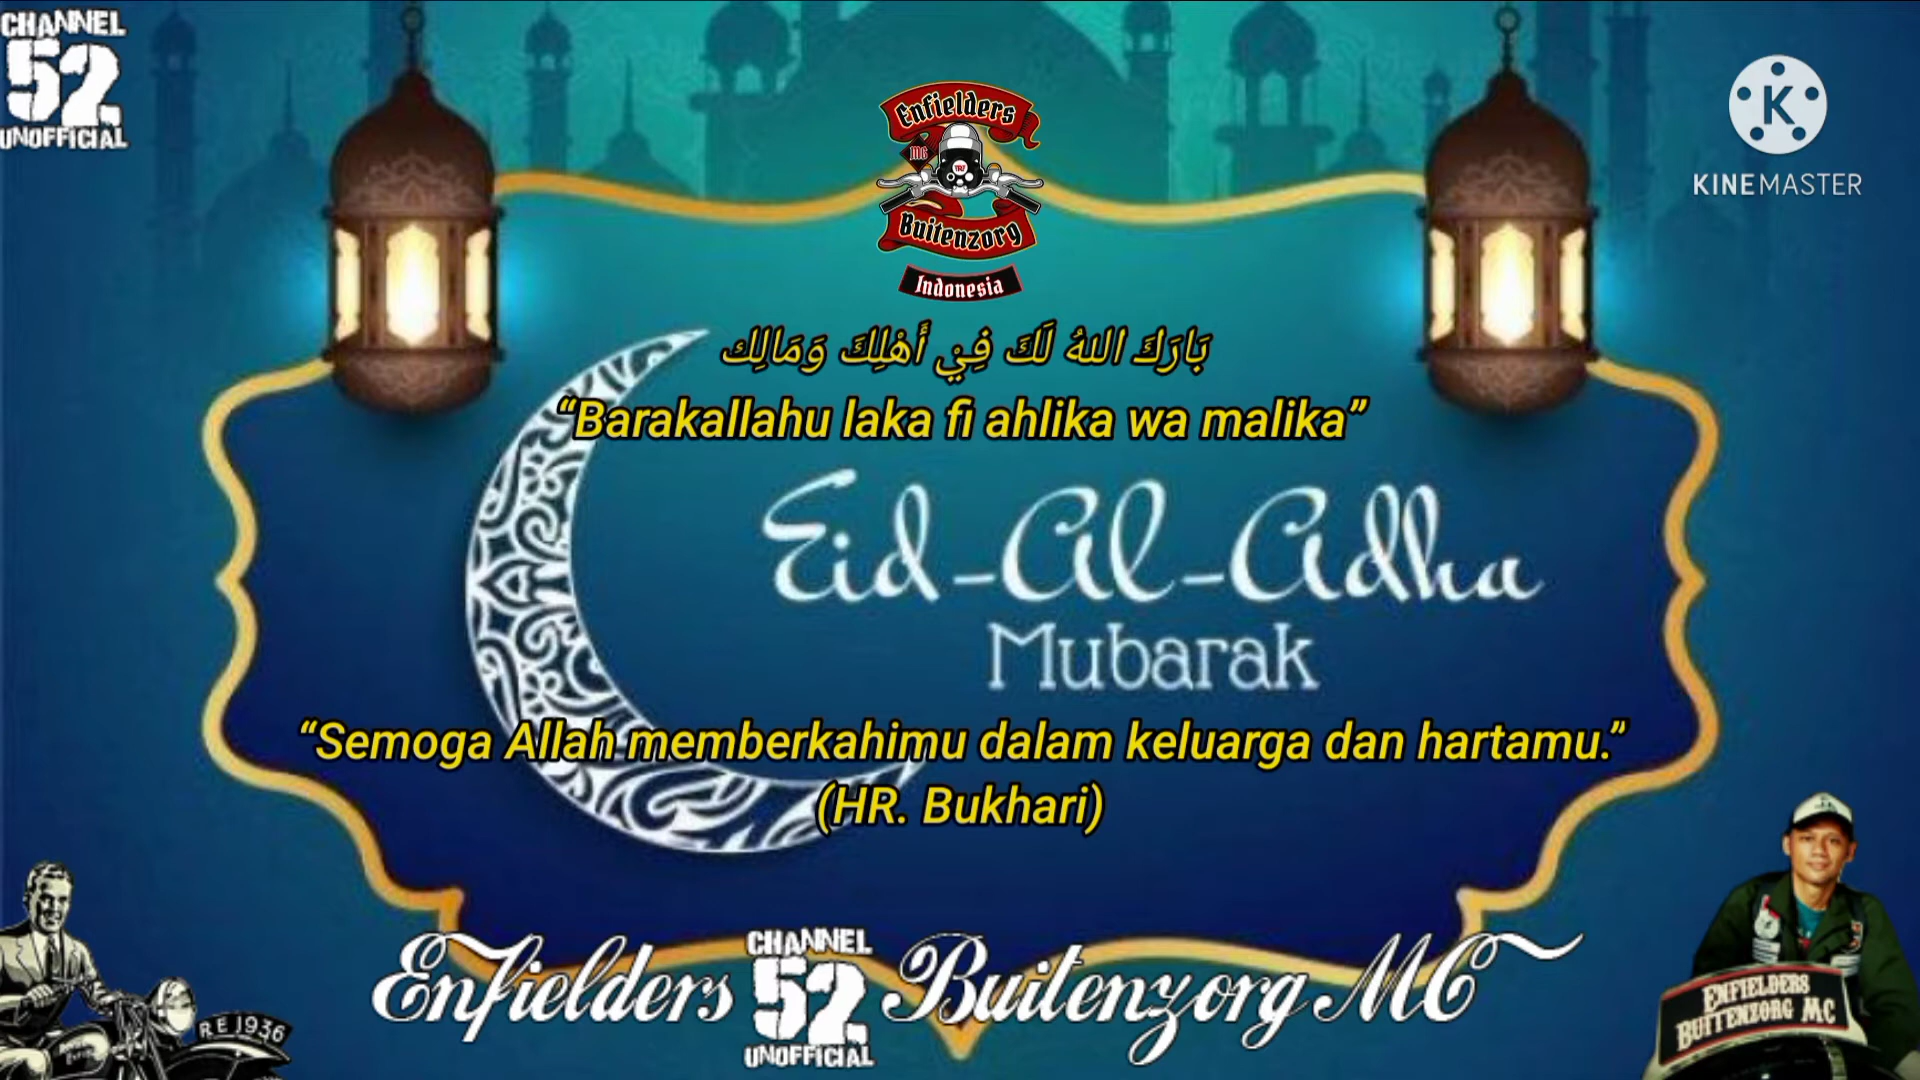 CHANNEL
52
UNOFFICIAL
KINEMASTER
Enfielders
MG
Buitenzorg
Indonesia
بَارَكَ اللهُ لَكَ فِيْ أَهْلِكَ وَمَالِك
“Barakallahu laka fi ahlika wa malika”
Eid-Al-Adha
Mubarak
“Semoga Allah memberkahimu dalam keluarga dan hartamu.”
(HR. Bukhari)
Enfielders
CHANNEL
52
UNOFFICIAL
Buitenzorg MC
RE 1936
ENFIELDERS
BUITENZORG MC